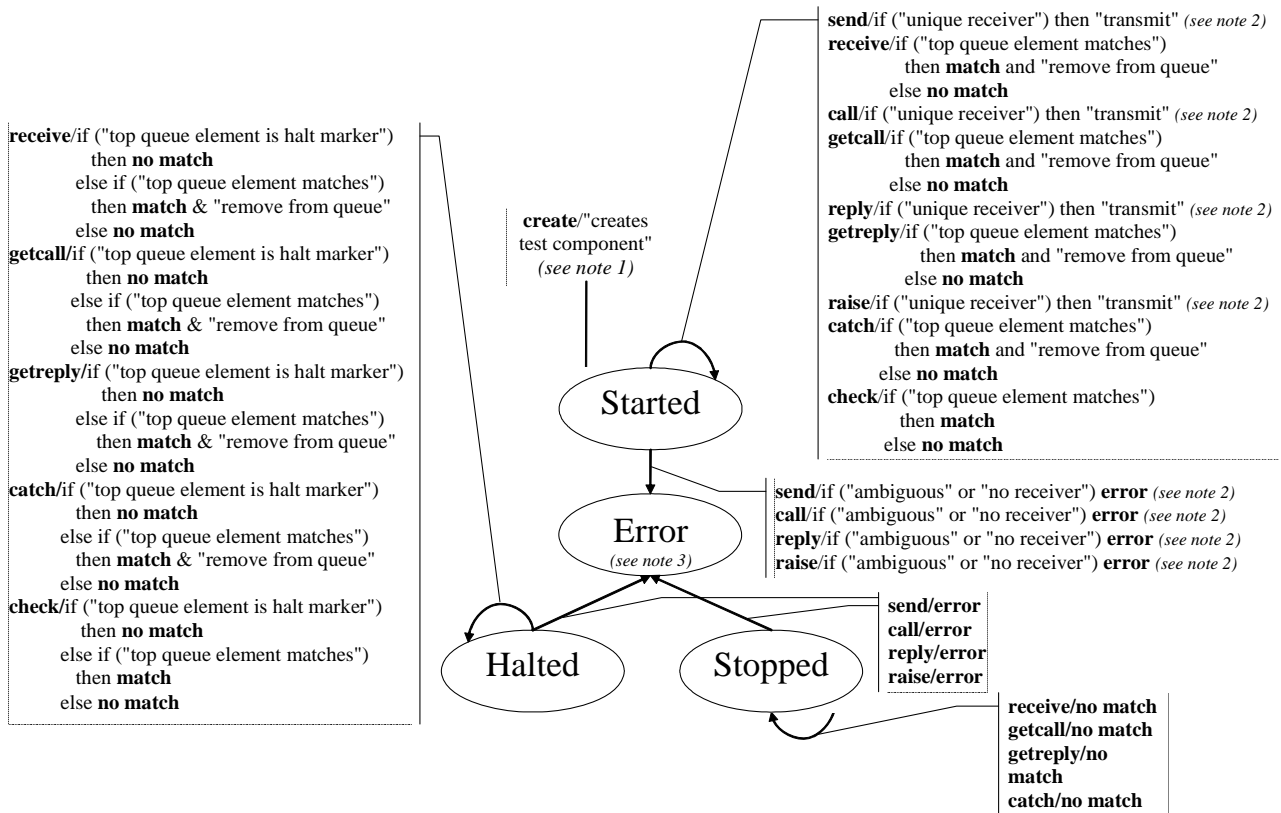 send/if ("unique receiver") then "transmit" (see note 2)
receive/if ("top queue element matches")
then match and "remove from queue"
else no match
call/if ("unique receiver") then "transmit" (see note 2)
getcall/if ("top queue element matches")
then match and "remove from queue"
else no match
reply/if ("unique receiver") then "transmit" (see note 2)
getreply/if ("top queue element matches")
then match and "remove from queue"
else no match
raise/if ("unique receiver") then "transmit" (see note 2)
catch/if ("top queue element matches")
then match and "remove from queue"
else no match
check/if ("top queue element matches")
then match
else no match
receive/if ("top queue element is halt marker")
then no match
else if ("top queue element matches")
then match & "remove from queue"
else no match
getcall/if ("top queue element is halt marker")
then no match
else if ("top queue element matches")
then match & "remove from queue"
else no match
getreply/if ("top queue element is halt marker")
then no match
else if ("top queue element matches")
then match & "remove from queue"
else no match
catch/if ("top queue element is halt marker")
then no match
else if ("top queue element matches")
then match & "remove from queue"
else no match
check/if ("top queue element is halt marker")
then no match
else if ("top queue element matches")
then match
else no match
create/"creates
test component"
(see note 1)
Started
send/if ("ambiguous" or "no receiver") error (see note 2)
call/if ("ambiguous" or "no receiver") error (see note 2)
reply/if ("ambiguous" or "no receiver") error (see note 2)
raise/if ("ambiguous" or "no receiver") error (see note 2)
Error
(see note 3)
send/error
call/error
reply/error
raise/error
Halted
Stopped
receive/no match
getcall/no match
getreply/no
match
catch/no match